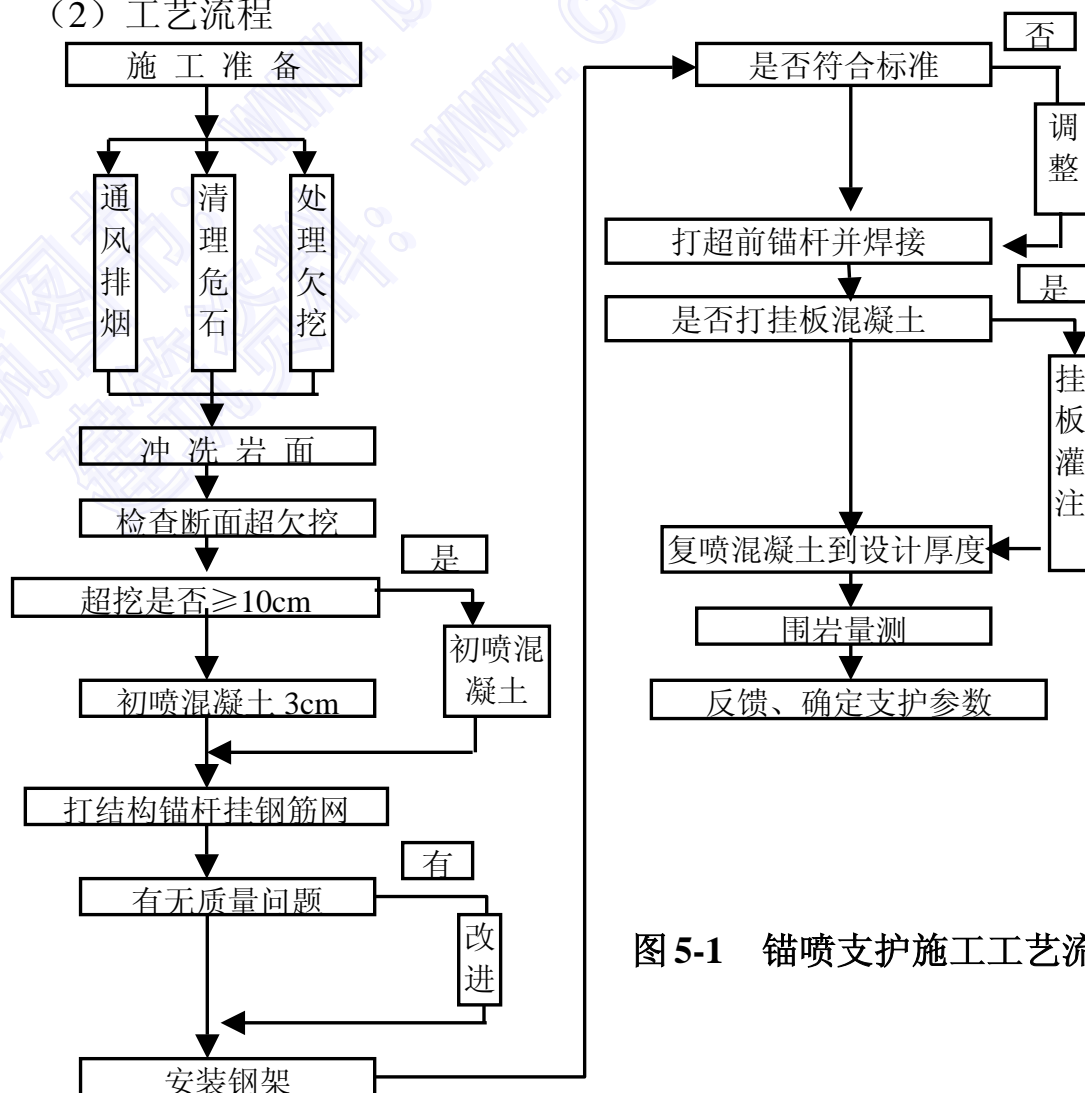 （2）工艺流程
施 工 准 备
通风排烟
清理危石
处理欠挖
冲 洗 岩 面
检查断面超欠挖
超挖是否≥10cm
是
初喷混
凝土
初喷混凝土 3cm
打结构锚杆挂钢筋网
有无质量问题
有
改进
安装钢架
是否符合标准
否
调整
打超前锚杆并焊接
是否打挂板混凝土
是
挂板灌注
复喷混凝土到设计厚度
围岩量测
反馈、确定支护参数
图 5-1 锚喷支护施工工艺流